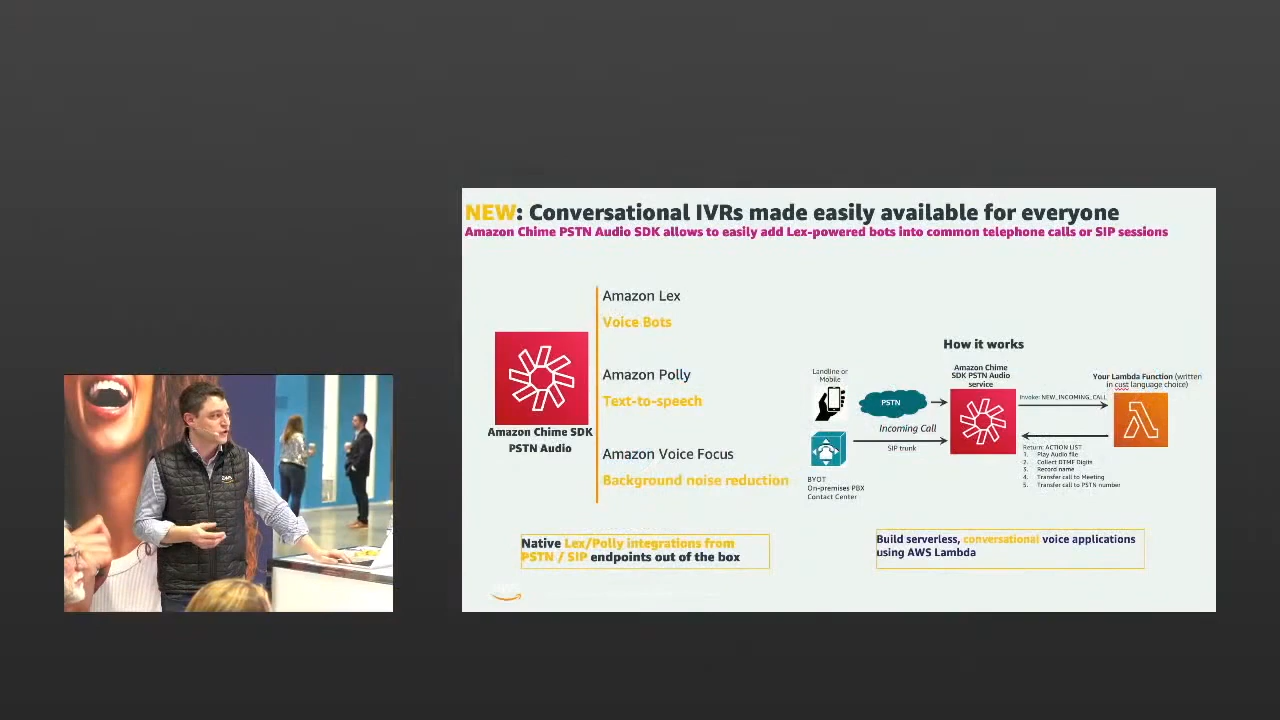 NEW: Conversational IVRs made easily available for everyone
Amazon Chime PSTN Audio SDK allows to easily add Lex-powered bots into common telephone calls or SIP sessions
Amazon Chime SDK
PSTN Audio
Amazon Lex
Voice Bots
Amazon Polly
Text-to-speech
Amazon Voice Focus
Background noise reduction
Native Lex/Polly integrations from
PSTN / SIP endpoints out of the box
How it works
Landline or
Mobile
PSTN
Incoming Call
SIP trunk
BYOT
On-premises PBX
Contact Center
Amazon Chime
SDK PSTN Audio
service
Invoke: NEW_INCOMING_CALL
Your Lambda Function (written
in cust language choice)
Return: ACTION LIST
1. Play Audio file
2. Collect DTMF Digits
3. Record name
4. Transfer call to Meeting
5. Transfer call to PSTN number
Build serverless, conversational voice applications
using AWS Lambda